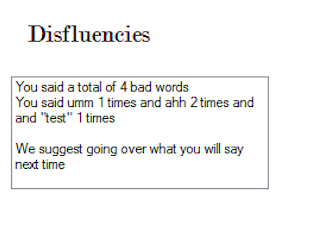 Disfluencies
You said a total of 4 bad words
You said umm 1 times and ahh 2 times and
and "test" 1 times
We suggest going over what you will say
next time